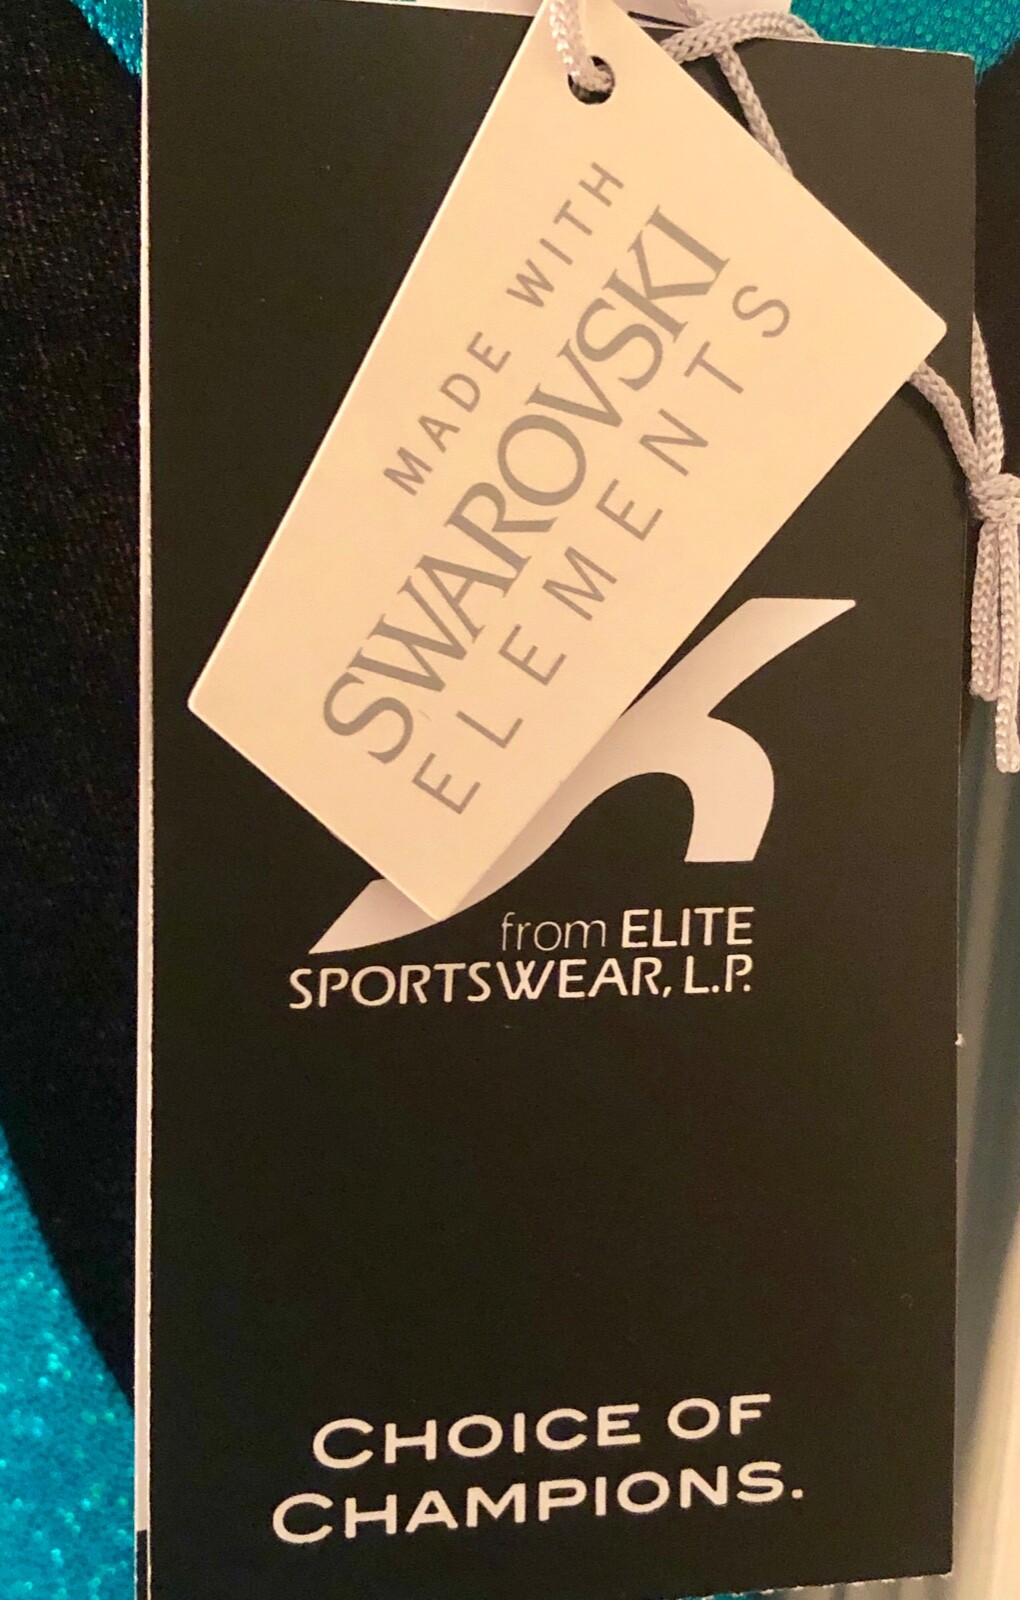 MADE WITH
SWAROVSKI
ELEMENTS
from ELITE
SPORTSWEAR, L.P.
CHOICE OF
CHAMPIONS.